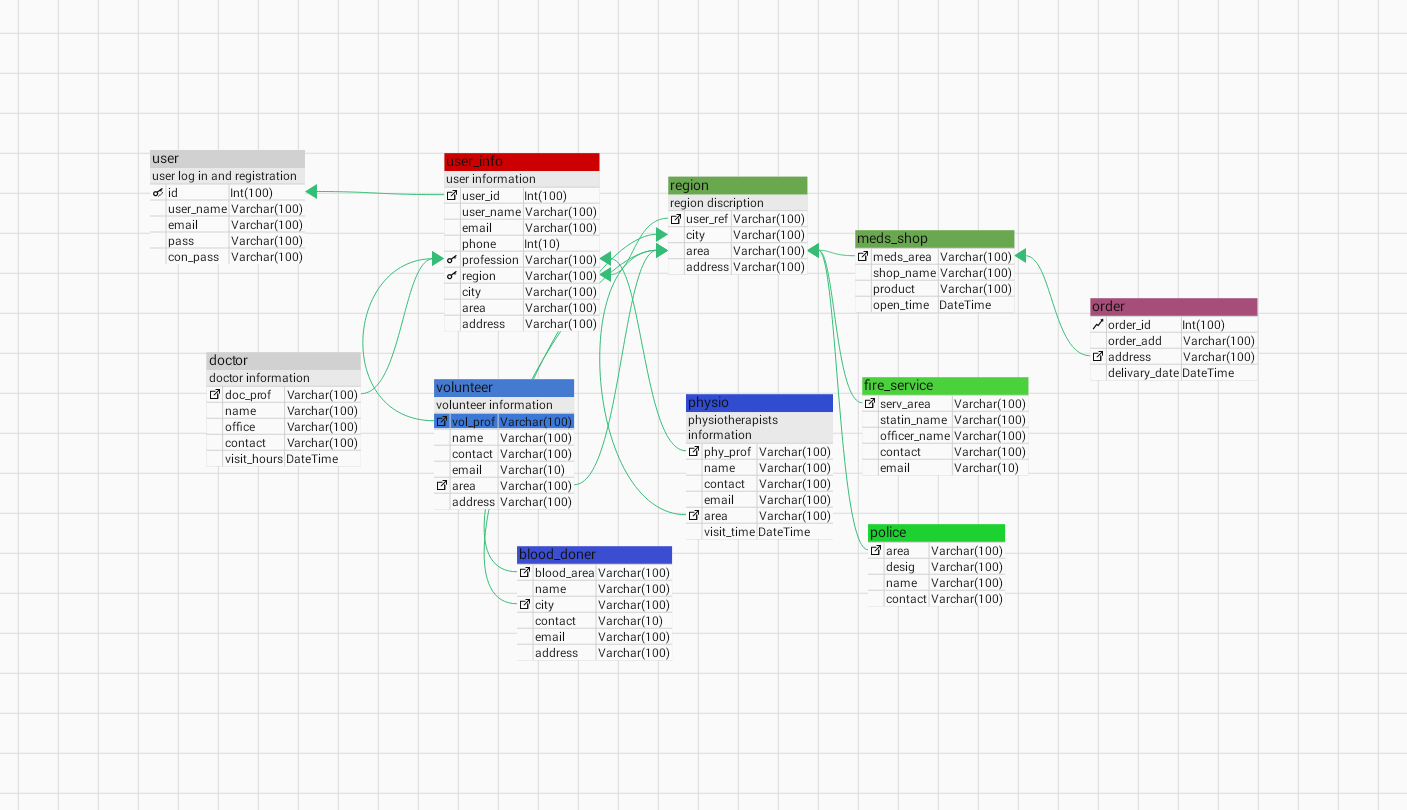 user
user log in and registration
id Int(100)
user_name Varchar(100)
email Varchar(100)
pass Varchar(100)
con_pass Varchar(100)
user_info
user information
user_id Int(100)
user_name Varchar(100)
email Varchar(100)
phone Int(10)
profession Varchar(100)
region Varchar(100)
city Varchar(100)
area Varchar(100)
address Varchar(100)
region
region discription
user_ref Varchar(100)
city Varchar(100)
area Varchar(100)
address Varchar(100)
meds_shop
meds_area Varchar(100)
shop_name Varchar(100)
product Varchar(100)
open_time DateTime
order
order_id Int(100)
order_add Varchar(100)
address Varchar(100)
delivary_date DateTime
doctor
doctor information
doc_prof Varchar(100)
name Varchar(100)
office Varchar(100)
contact Varchar(100)
visit_hours DateTime
volunteer
volunteer information
vol_prof Varchar(100)
name Varchar(100)
contact Varchar(100)
email Varchar(10)
area Varchar(100)
address Varchar(100)
physio
physiotherapists
information
phy_prof Varchar(100)
name Varchar(100)
contact Varchar(100)
email Varchar(100)
area Varchar(100)
visit_time DateTime
fire_service
serv_area Varchar(100)
statin_name Varchar(100)
officer_name Varchar(100)
contact Varchar(100)
email Varchar(10)
police
area Varchar(100)
desig Varchar(100)
name Varchar(100)
contact Varchar(100)
blood_doner
blood_area Varchar(100)
name Varchar(100)
city Varchar(100)
contact Varchar(10)
email Varchar(100)
address Varchar(100)